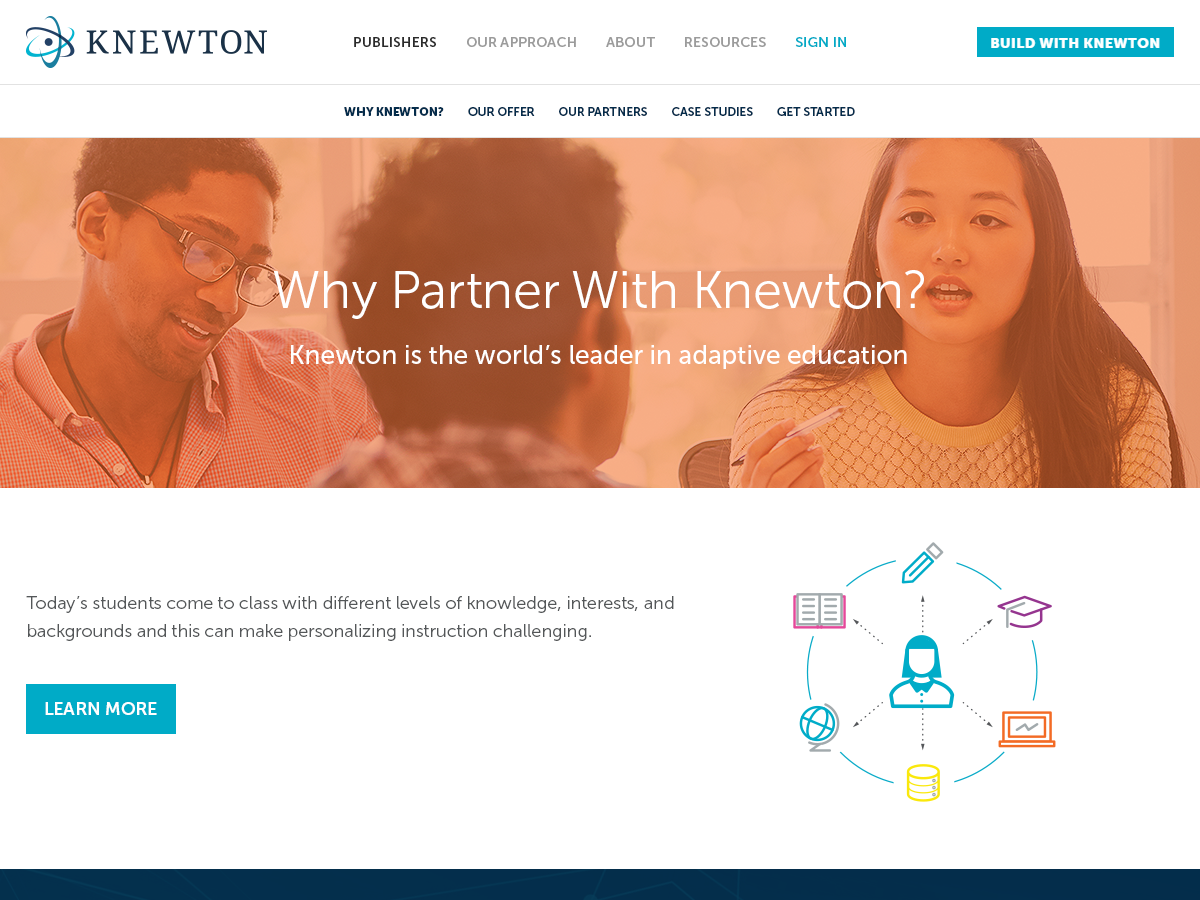 KNEWTON
PUBLISHERS
OUR APPROACH
ABOUT
RESOURCES
SIGN IN
BUILD WITH KNEWTON
WHY KNEWTON?
OUR OFFER
OUR PARTNERS
CASE STUDIES
GET STARTED
Why Partner With Knewton?
Knewton is the world’s leader in adaptive education
Today’s students come to class with different levels of knowledge, interests, and
backgrounds and this can make personalizing instruction challenging.
LEARN MORE